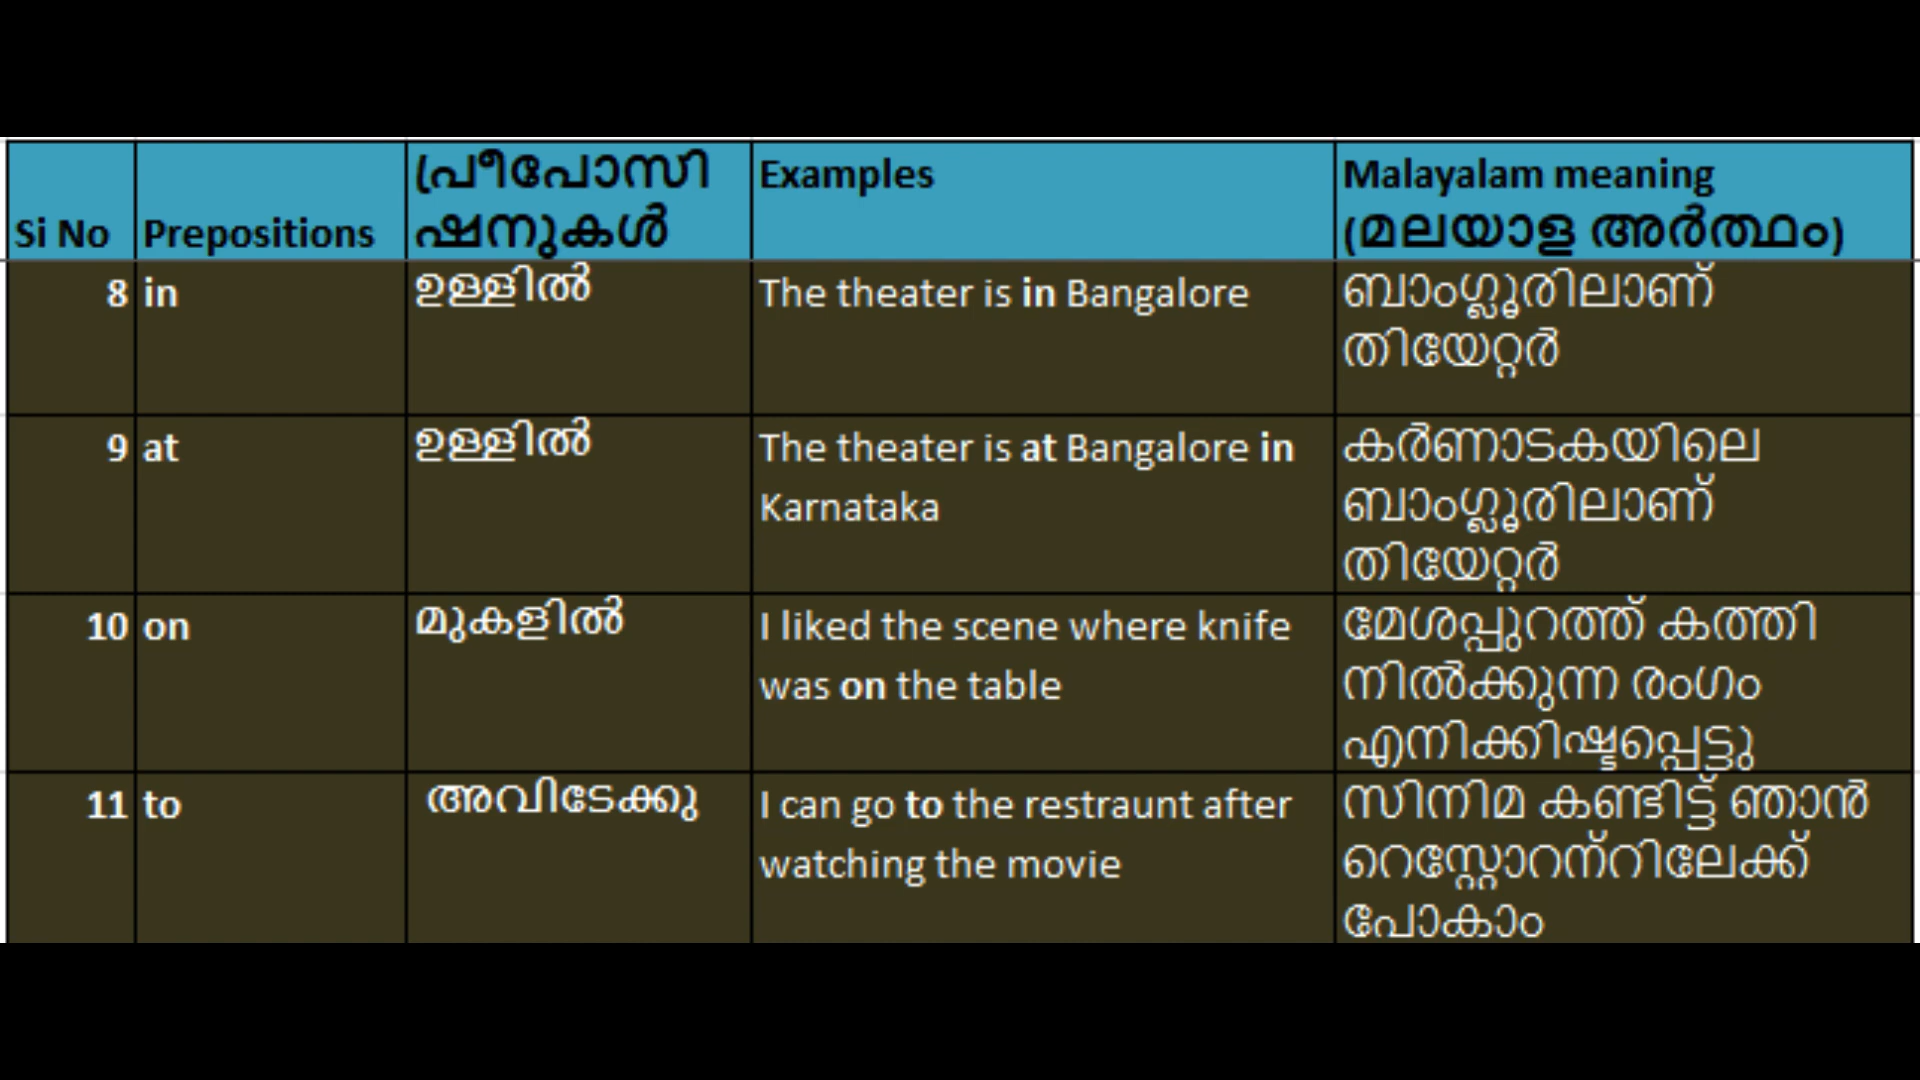 Si No Prepositions പ്രീപോസി
ഷനുകൾ Examples Malayalam meaning
(മലയാള അർത്ഥം)
8 in ഉള്ളിൽ The theater is in Bangalore ബാംഗ്ലൂരിലാണ്
തിയേറ്റർ
9 at ഉള്ളിൽ The theater is at Bangalore in
Karnataka കർണാടകയിലെ
ബാംഗ്ലൂരിലാണ്
തിയേറ്റർ
10 on മുകളിൽ I liked the scene where knife
was on the table മേശപ്പുറത്ത് കത്തി
നിൽക്കുന്ന രംഗം
എനിക്കിഷ്ടപ്പെട്ടു
11 to അവിടേക്കു I can go to the restraunt after
watching the movie സിനിമ കണ്ടിട്ട് ഞാൻ
റെസ്റ്റോറന്റിലേക്ക്
പോകാം